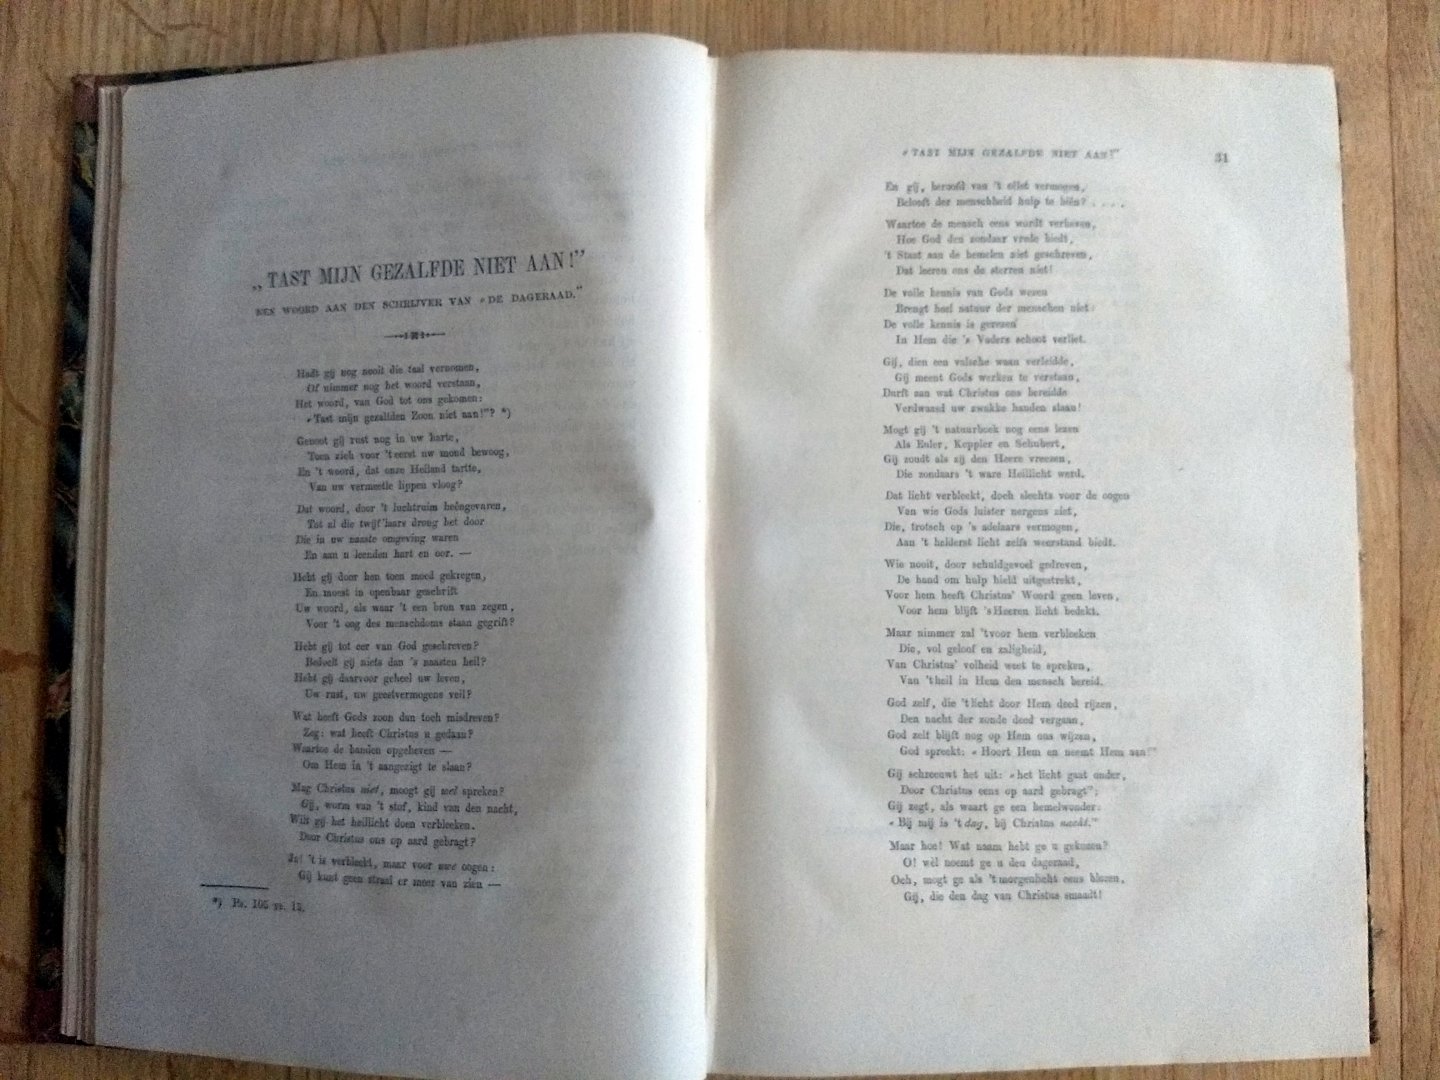 „TAST MIJN GEZALFDE NIET AAN!”
EEN WOORD AAN DEN SCHRIJVER VAN «DE DAGERAAD.”
Hadt gij nog nooit die taal vernomen,
Of nimmer nog het woord verstaan,
Het woord, van God tot ons gekomen:
«Tast mijn gezalfden Zoon niet aan!”? *)
Genoot gij rust nog in uw harte,
Toen zich voor 't eerst uw mond bewoog,
En 't woord, dat onze Heiland tartte,
Van uw vermetle lippen vloog?
Dat woord, door 't luchtruim heêngevaren,
Tot al die twijf'laars drong het door
Die in uw naaste omgeving waren
En aan u leenden hart en oor. —
Hebt gij door hen toen moed gekregen,
En moest in openbaar geschrift
Uw woord, als waar 't een bron van zegen,
Voor 't oog des menschdoms staan gegrift?
Hebt gij tot eer van God geschreven?
Bedoelt gij niets dan 's naasten heil?
Hebt gij daarvoor geheel uw leven,
Uw rust, uw geestvermogens veil?
Wat heeft Gods zoon dan toch misdreven?
Zeg: wat heeft Christus u gedaan?
Waartoe de handen opgeheven —
Om Hem in 't aangezigt te slaan?
Mag Christus niet, moogt gij wel spreken?
Gij, worm van 't stof, kind van den nacht,
Wilt gij het heillicht doen verbleeken,
Door Christus ons op aard gebragt?
Ja! 't is verbleekt, maar voor uwe oogen:
Gij kunt geen straal er meer van zien —
*) Ps. 105 vs. 15.
«TAST MIJN GEZALFDE NIET AAN!” 31
En gij, beroofd van 't ellet vermogen,
Belooft der menschheid hulp te biên? . . . .
Waartoe de mensch eens wordt verheven,
Hoe God den zondaar vrede biedt,
't Staat aan de hemelen niet geschreven,
Dat leeren ons de sterren niet!
De volle kennis van Gods wezen
Brengt heel natuur der menschen niet:
De volle kennis is gerezen
In Hem die 's Vaders schoot verliet.
Gij, dien een valsche waan verleidde,
Gij meent Gods werken te verstaan,
Durft aan wat Christus ons bereidde
Verdwaasd uw zwakke handen slaan!
Mogt gij 't natuurboek nog eens lezen
Als Euler, Keppler en Schubert,
Gij zoudt als zij den Heere vreezen,
Die zondaars 't ware Heillicht werd.
Dat licht verbleekt, doch slechts voor de oogen
Van wie Gods luister nergens ziet,
Die, trotsch op 's adelaars vermogen,
Aan 't helderst licht zelfs weerstand biedt.
Wie nooit, door schuldgevoel gedreven,
De hand om hulp hield uitgestrekt,
Voor hem heeft Christus' Woord geen leven,
Voor hem blijft 's Heeren licht bedekt.
Maar nimmer zal 't voor hem verbleeken
Die, vol geloof en zaligheid,
Van Christus' volheid weet te spreken,
Van 't heil in Hem den mensch bereid.
God zelf, die 't licht door Hem deed rijzen,
Den nacht der zonde deed vergaan,
God zelf blijft nog op Hem ons wijzen,
God spreekt: «Hoort Hem en neemt Hem aan!”
Gij schreeuwt het uit: «het licht gaat onder,
Door Christus eens op aard gebragt”;
Gij zegt, als waart ge een hemelwonder:
«Bij mij is 't dag, bij Christus nacht.”
Maar hoe! Wat naam hebt ge u gekozen?
O! wèl noemt ge u den dageraad,
Och, mogt ge als 't morgenlicht eens blozen,
Gij, die den dag van Christus smaadt!